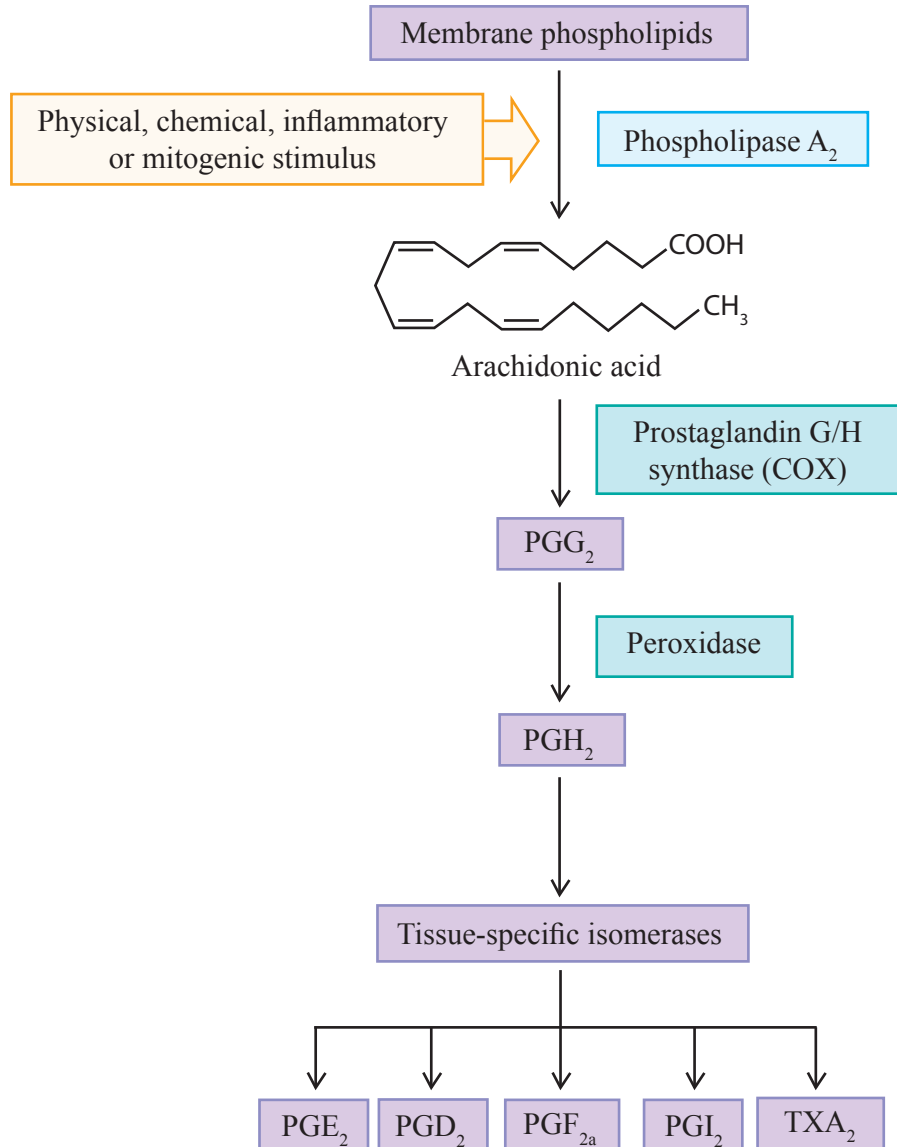 Membrane phospholipids
Physical, chemical, inflammatory
or mitogenic stimulus
Phospholipase A₂
COOH
CH₃
Arachidonic acid
Prostaglandin G/H
synthase (COX)
PGG₂
Peroxidase
PGH₂
Tissue-specific isomerases
PGE₂
PGD₂
PGF₂ₐ
PGI₂
TXA₂